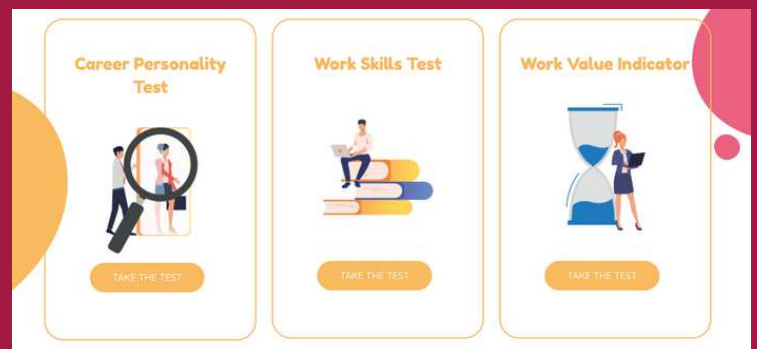 Career Personality
Test
TAKE THE TEST
Work Skills Test
TAKE THE TEST
Work Value Indicator
TAKE THE TEST